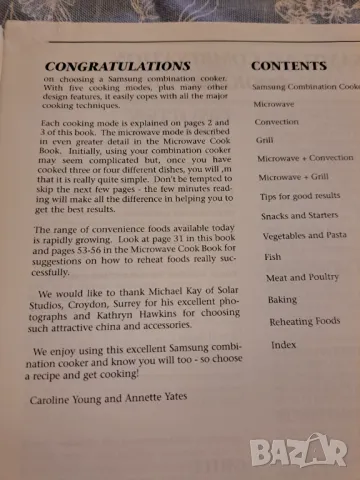 CONGRATULATIONS
on choosing a Samsung combination cooker.
With five cooking modes, plus many other
design features, it easily copes with all the major
cooking techniques.
Each cooking mode is explained on pages 2 and
3 of this book. The microwave mode is described
in even greater detail in the Microwave Cook
Book. Initially, using your combination cooker
may seem complicated but, once you have
cooked three or four different dishes, you will ,m
that it is really quite simple. Don't be tempted to
skip the next few pages - the few minutes read-
ing will make all the difference in helping you to
get the best results.
The range of convenience foods available today
is rapidly growing. Look at page 31 in this book
and pages 53-56 in the Microwave Cook Book for
suggestions on how to reheat foods really suc-
cessfully.
We would like to thank Michael Kay of Solar
Studios, Croydon, Surrey for his excellent pho-
tographs and Kathryn Hawkins for choosing
such attractive china and accessories.
We enjoy using this excellent Samsung combi-
nation cooker and know you will too - so choose
a recipe and get cooking!
Caroline Young and Annette Yates
CONTENTS
Samsung Combination Cooke
Microwave
Convection
Grill
Microwave + Convection
Microwave + Grill
Tips for good results
Snacks and Starters
Vegetables and Pasta
Fish
Meat and Poultry
Baking
Reheating Foods
Index
BAZAR.bg